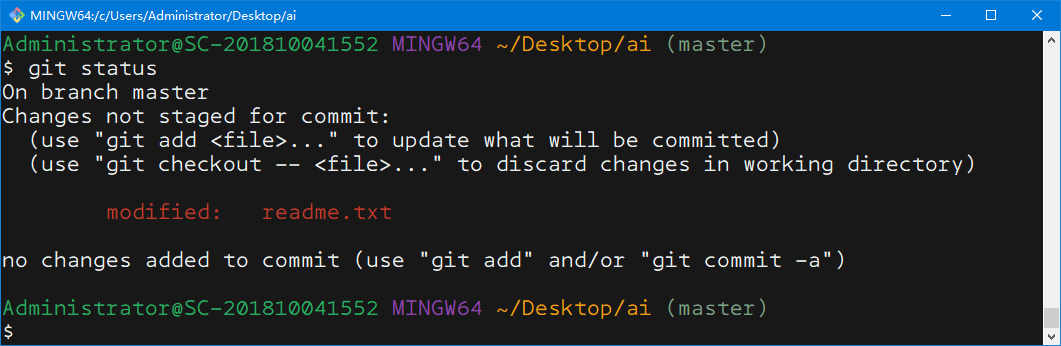 MINGW64:/c/Users/Administrator/Desktop/ai
Administrator@SC-201810041552 MINGW64 ~/Desktop/ai (master)
$ git status
On branch master
Changes not staged for commit:
  (use "git add <file>..." to update what will be committed)
  (use "git checkout -- <file>..." to discard changes in working directory)
        modified:   readme.txt
no changes added to commit (use "git add" and/or "git commit -a")
Administrator@SC-201810041552 MINGW64 ~/Desktop/ai (master)
$